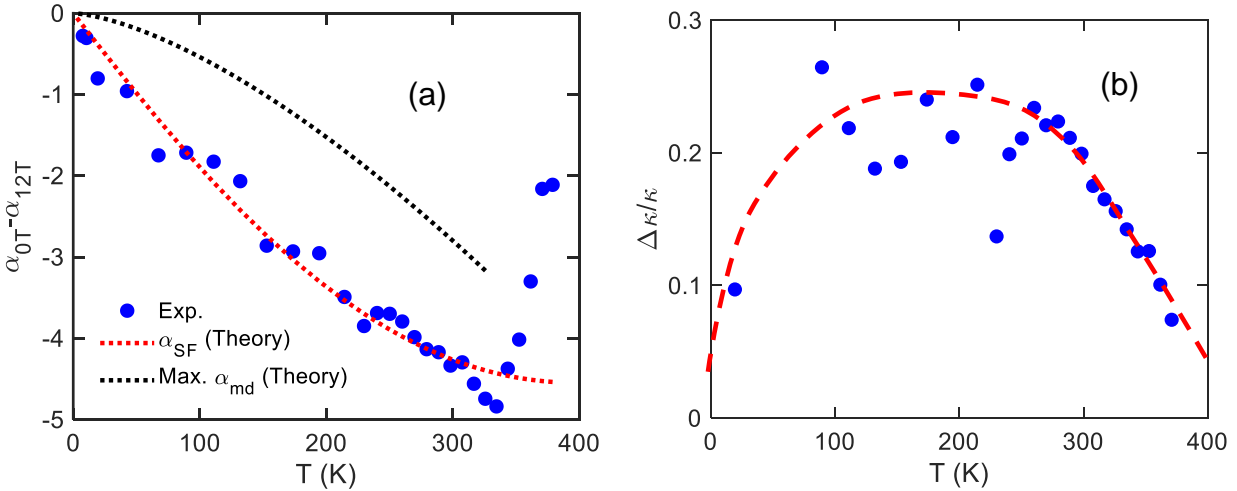 (a)
α0T-α12T
0
-1
-2
-3
-4
-5
Exp.
αSF (Theory)
Max. αmd (Theory)
0 100 200 300 400
T (K)
(b)
Δκ/κ
0.3
0.2
0.1
0
0 100 200 300 400
T (K)